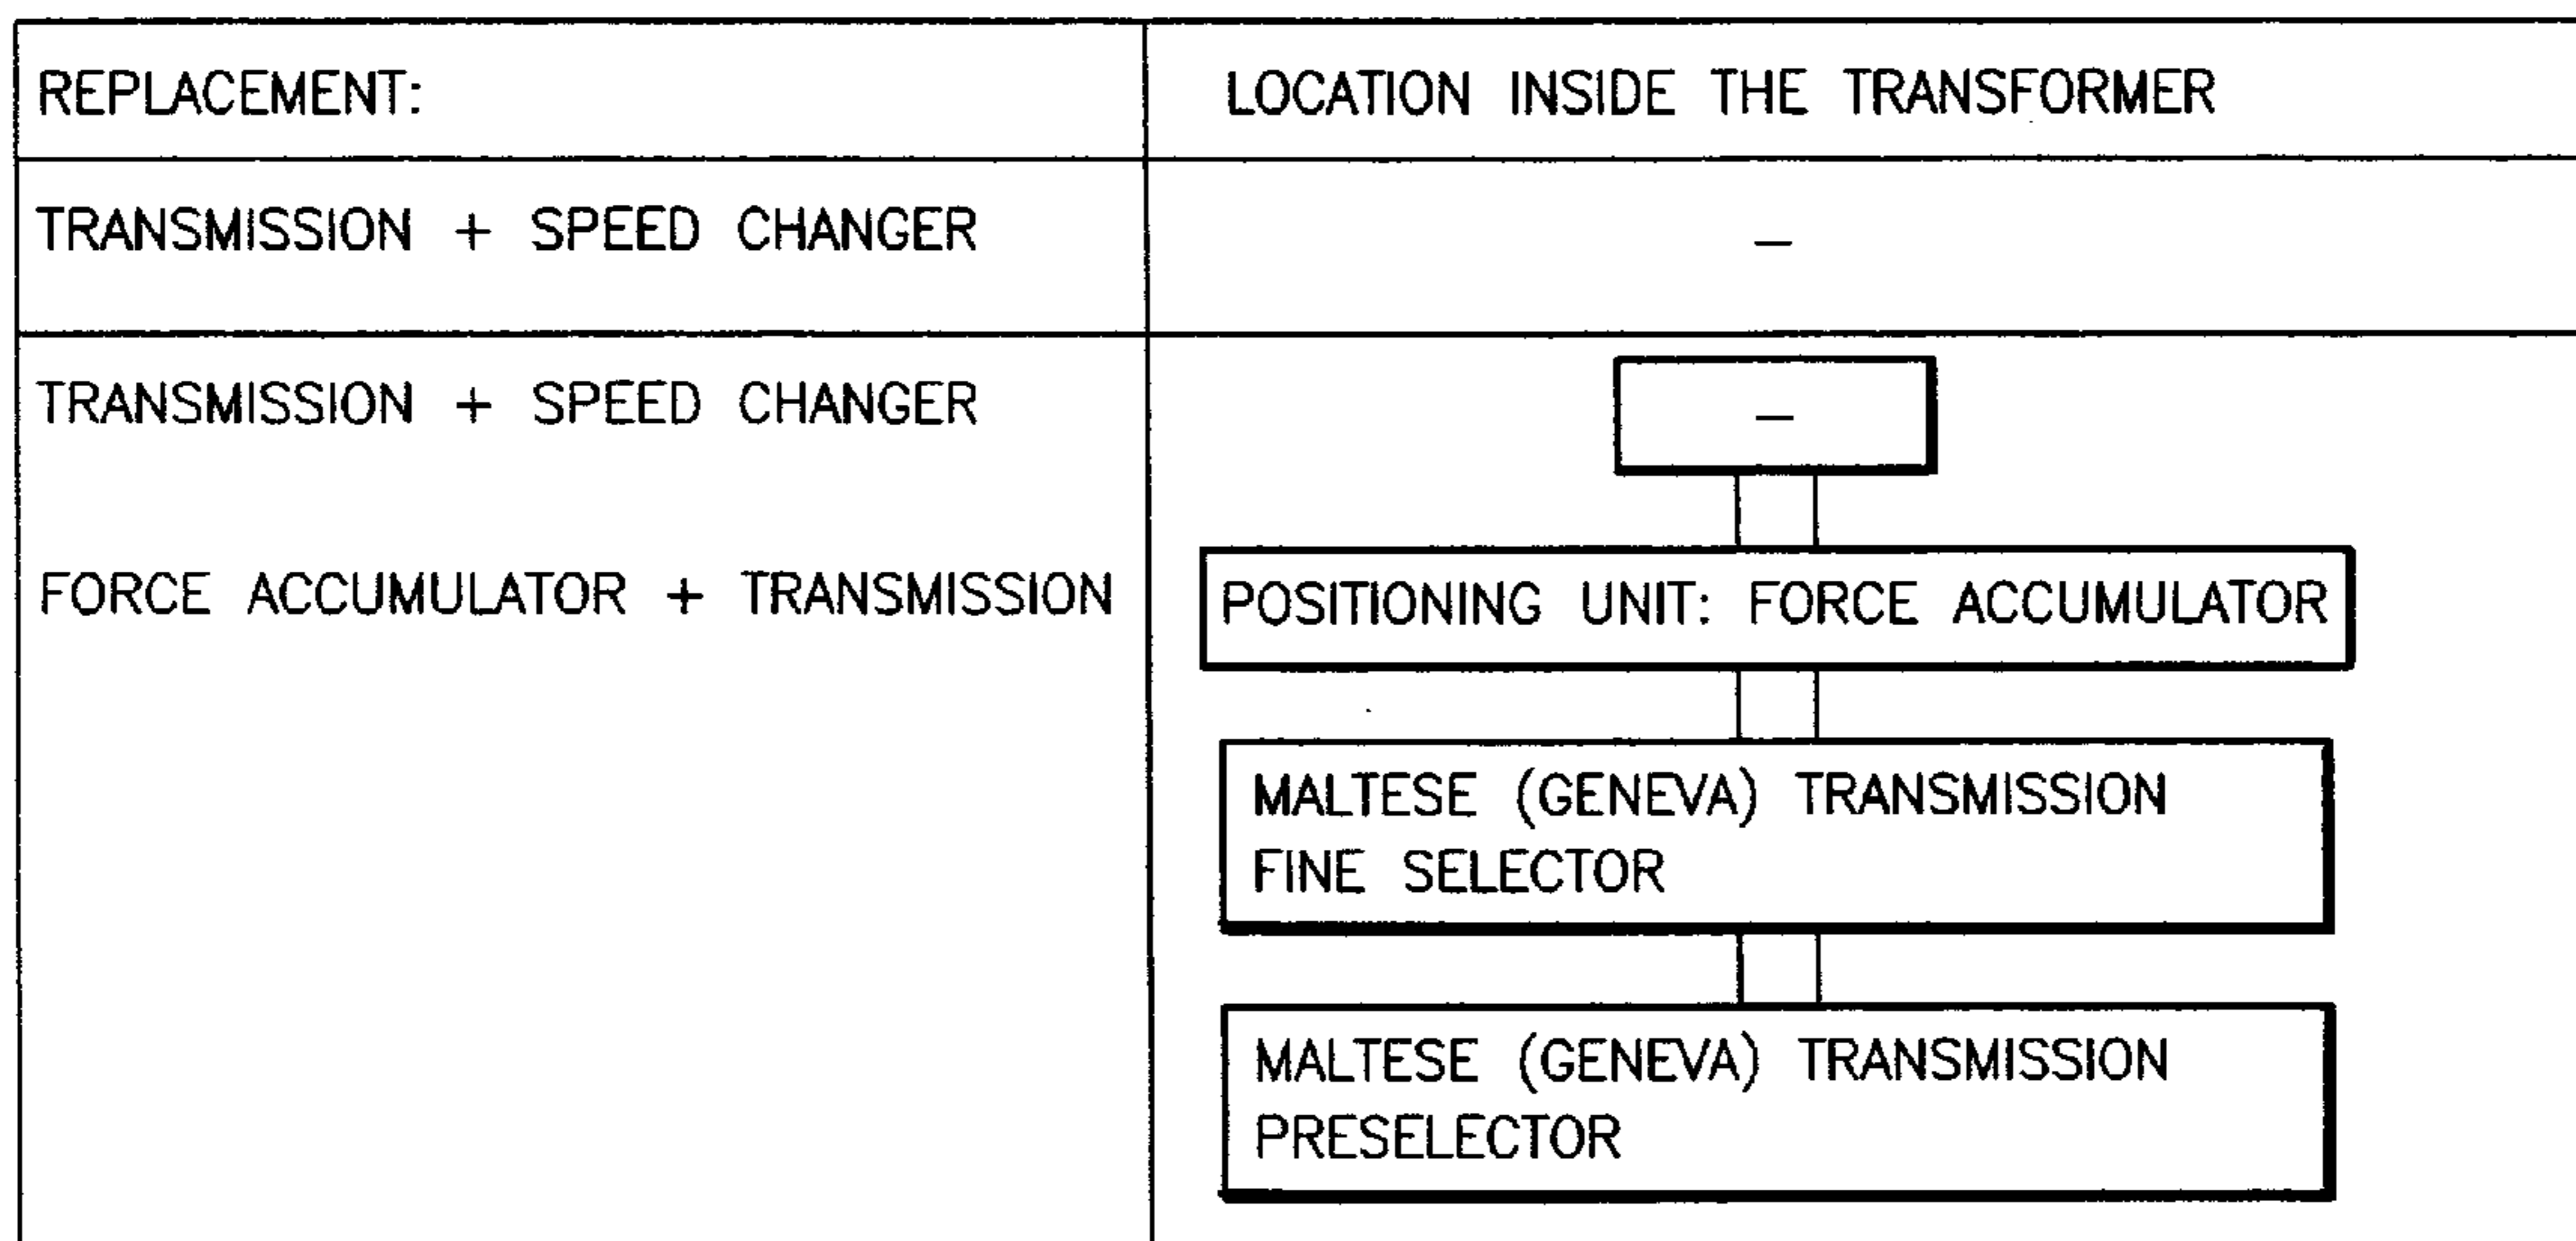 REPLACEMENT:
LOCATION INSIDE THE TRANSFORMER
TRANSMISSION + SPEED CHANGER
–
TRANSMISSION + SPEED CHANGER
–
FORCE ACCUMULATOR + TRANSMISSION
POSITIONING UNIT: FORCE ACCUMULATOR
MALTESE (GENEVA) TRANSMISSION
FINE SELECTOR
MALTESE (GENEVA) TRANSMISSION
PRESELECTOR